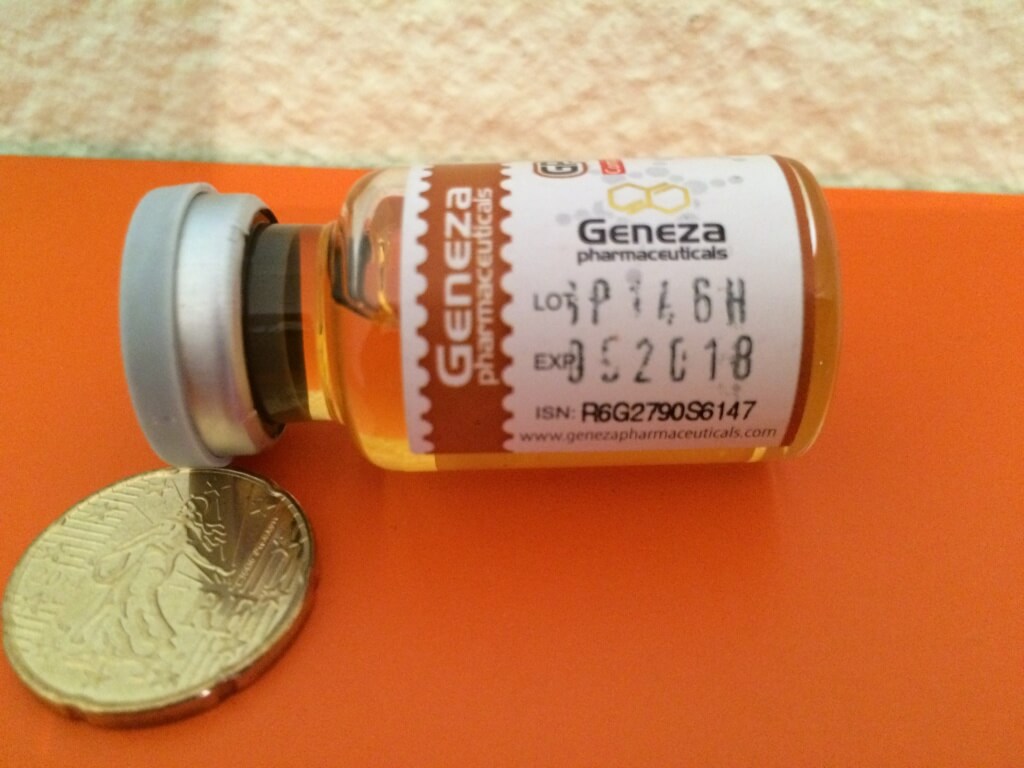 Geneza
pharmaceuticals
Geneza
pharmaceuticals
LOT
EXP 052018
ISN: R6G2790S6147
www.genezapharmaceuticals.com